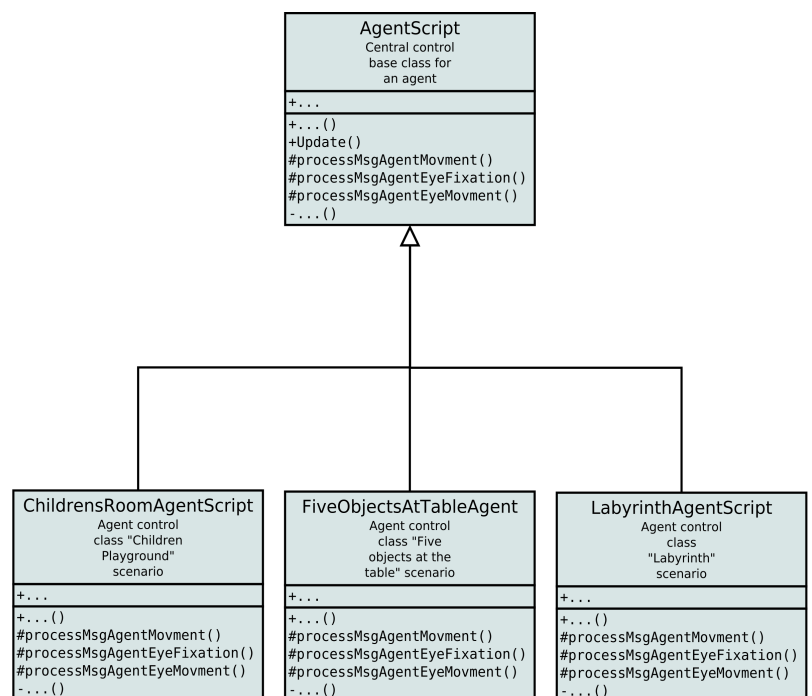 AgentScript
Central control
base class for
an agent
+...
+...()
+Update()
#processMsgAgentMovment()
#processMsgAgentEyeFixation()
#processMsgAgentEyeMovment()
-...()
ChildrensRoomAgentScript
Agent control
class "Children
Playground"
scenario
+...
+...()
#processMsgAgentMovment()
#processMsgAgentEyeFixation()
#processMsgAgentEyeMovment()
-...()
FiveObjectsAtTableAgent
Agent control
class "Five
objects at the
table" scenario
+...
+...()
#processMsgAgentMovment()
#processMsgAgentEyeFixation()
#processMsgAgentEyeMovment()
-...()
LabyrinthAgentScript
Agent control
class
"Labyrinth"
scenario
+...
+...()
#processMsgAgentMovment()
#processMsgAgentEyeFixation()
#processMsgAgentEyeMovment()
-...()